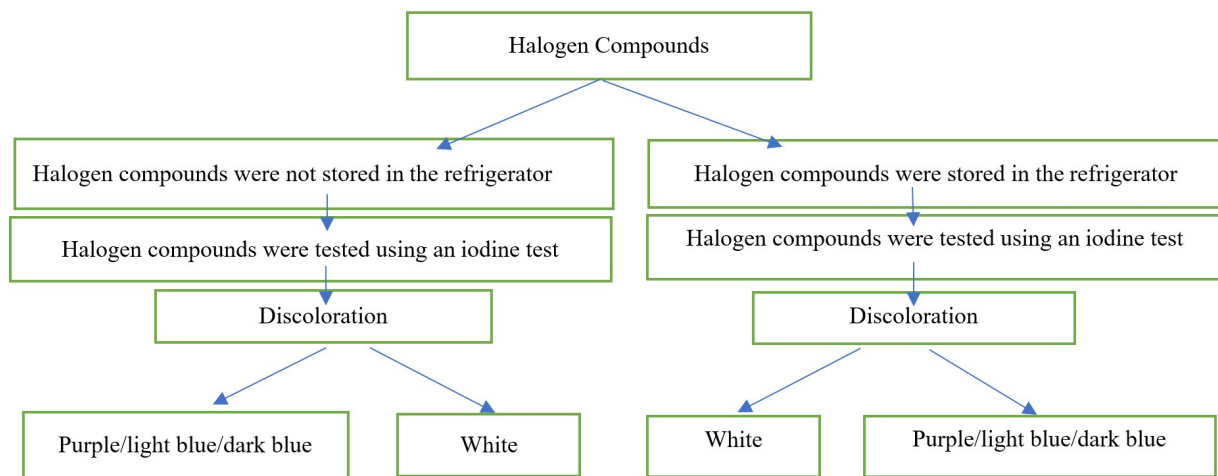 Halogen Compounds
Halogen compounds were not stored in the refrigerator
Halogen compounds were stored in the refrigerator
Halogen compounds were tested using an iodine test
Halogen compounds were tested using an iodine test
Discoloration
Discoloration
Purple/light blue/dark blue
White
White
Purple/light blue/dark blue